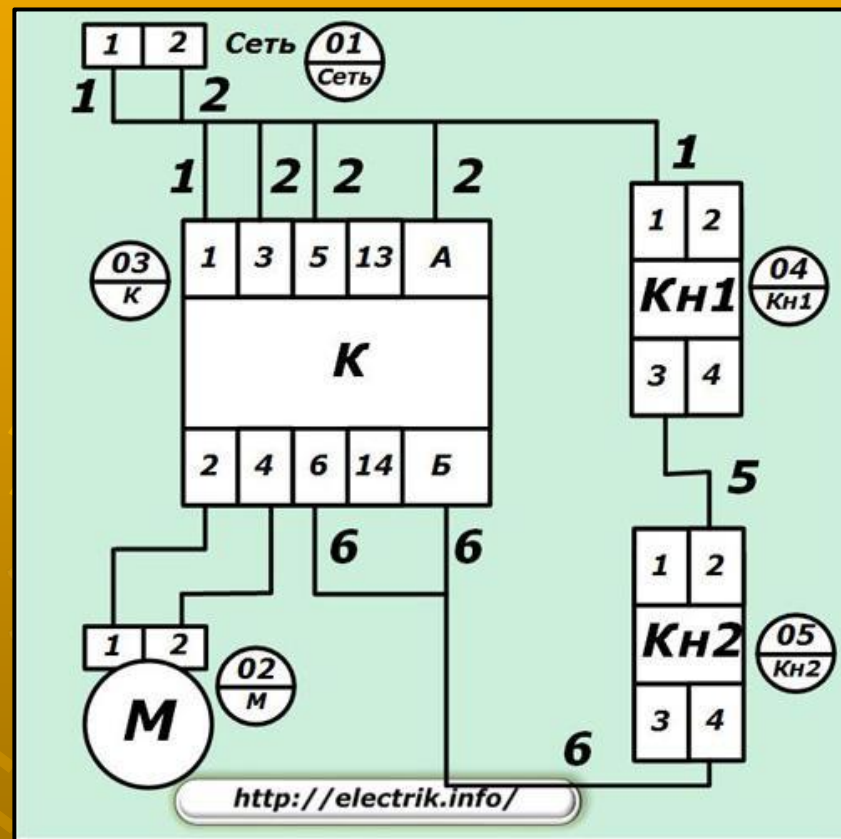 1 2 Сеть 01
Сеть
1 2
1 2 2 2 1
1 2
03
К
1 3 5 13 А
04
Кн1
Кн1
К
3 4
2 4 6 14 Б
5
6 6
1 2
1 2
02
М
Кн2
05
Кн2
М
3 4
6
http://electrik.info/